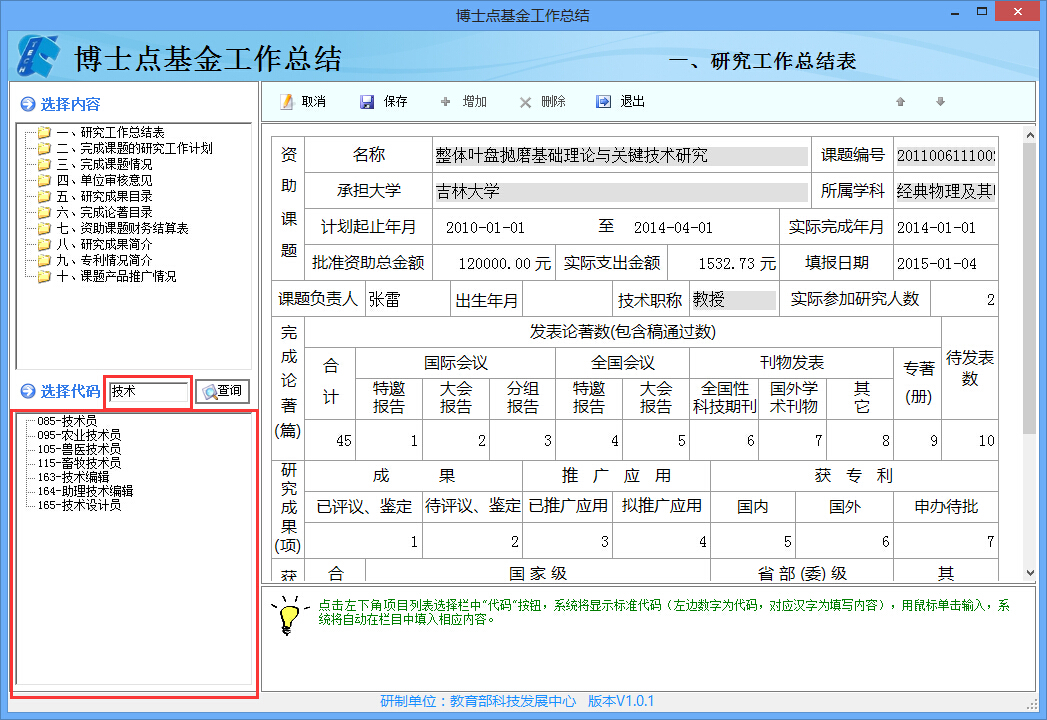 博士点基金工作总结
博士点基金工作总结
一、研究工作总结表
选择内容
取消 保存 增加 删除 退出
一、研究工作总结表
二、完成课题的研究工作计划
三、完成课题情况
四、单位审核意见
五、研究成果目录
六、完成论著目录
七、资助课题财务结算表
八、研究成果简介
九、专利情况简介
十、课题产品推广情况
选择代码 技术 查询
085-技术员
095-农业技术员
105-兽医技术员
115-畜牧技术员
163-技术编辑
164-助理技术编辑
165-技术设计员
资助课题
名称 整体叶盘抛磨基础理论与关键技术研究 课题编号 201100611100
承担大学 吉林大学 所属学科 经典物理及其
计划起止年月 2010-01-01 至 2014-04-01 实际完成年月 2014-01-01
批准资助总金额 120000.00 元 实际支出金额 1532.73 元 填报日期 2015-01-04
课题负责人 张雷 出生年月 技术职称 教授 实际参加研究人数 2
完成论著(篇)
发表论著数(包含稿通过数) 待发表数
合计 国际会议 全国会议 刊物发表 专著(册)
特邀报告 大会报告 分组报告 特邀报告 大会报告 全国性科技期刊 国外学术刊物 其它
45 1 2 3 4 5 6 7 8 9 10
研究成果(项)
成 果 推 广 应 用 获 专 利
已评议、鉴定 待评议、鉴定 已推广应用 拟推广应用 国内 国外 申办待批
1 2 3 4 5 6 7
获 合 国 家 级 省 部 (委) 级 其
点击左下角项目列表选择栏中"代码"按钮，系统将显示标准代码（左边数字为代码，对应汉字为填写内容），用鼠标单击输入，系
统将自动在栏目中填入相应内容。
研制单位：教育部科技发展中心 版本V1.0.1